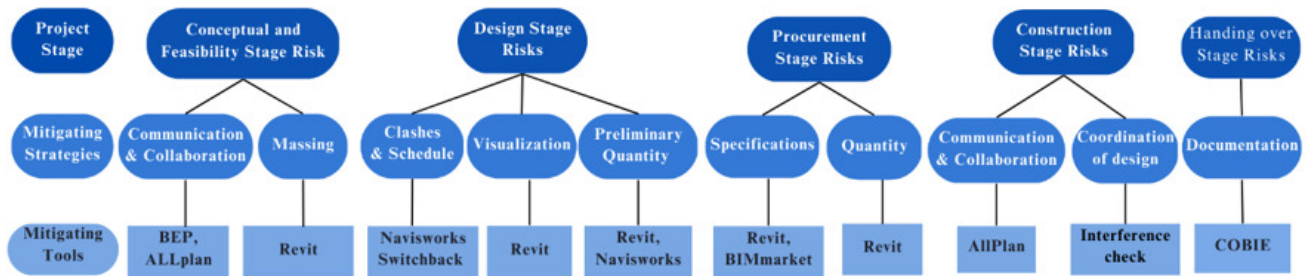 Project
Stage
Conceptual and
Feasibility Stage Risk
Design Stage
Risks
Procurement
Stage Risks
Construction
Stage Risks
Handing over
Stage Risks
Mitigating
Strategies
Communication
& Collaboration
Massing
Clashes
& Schedule
Visualization
Preliminary
Quantity
Specifications
Quantity
Communication
& Collaboration
Coordination
of design
Documentation
Mitigating
Tools
BEP,
ALLplan
Revit
Navisworks
Switchback
Revit
Revit,
Navisworks
Revit,
BIMmarket
Revit
AllPlan
Interference
check
COBIE